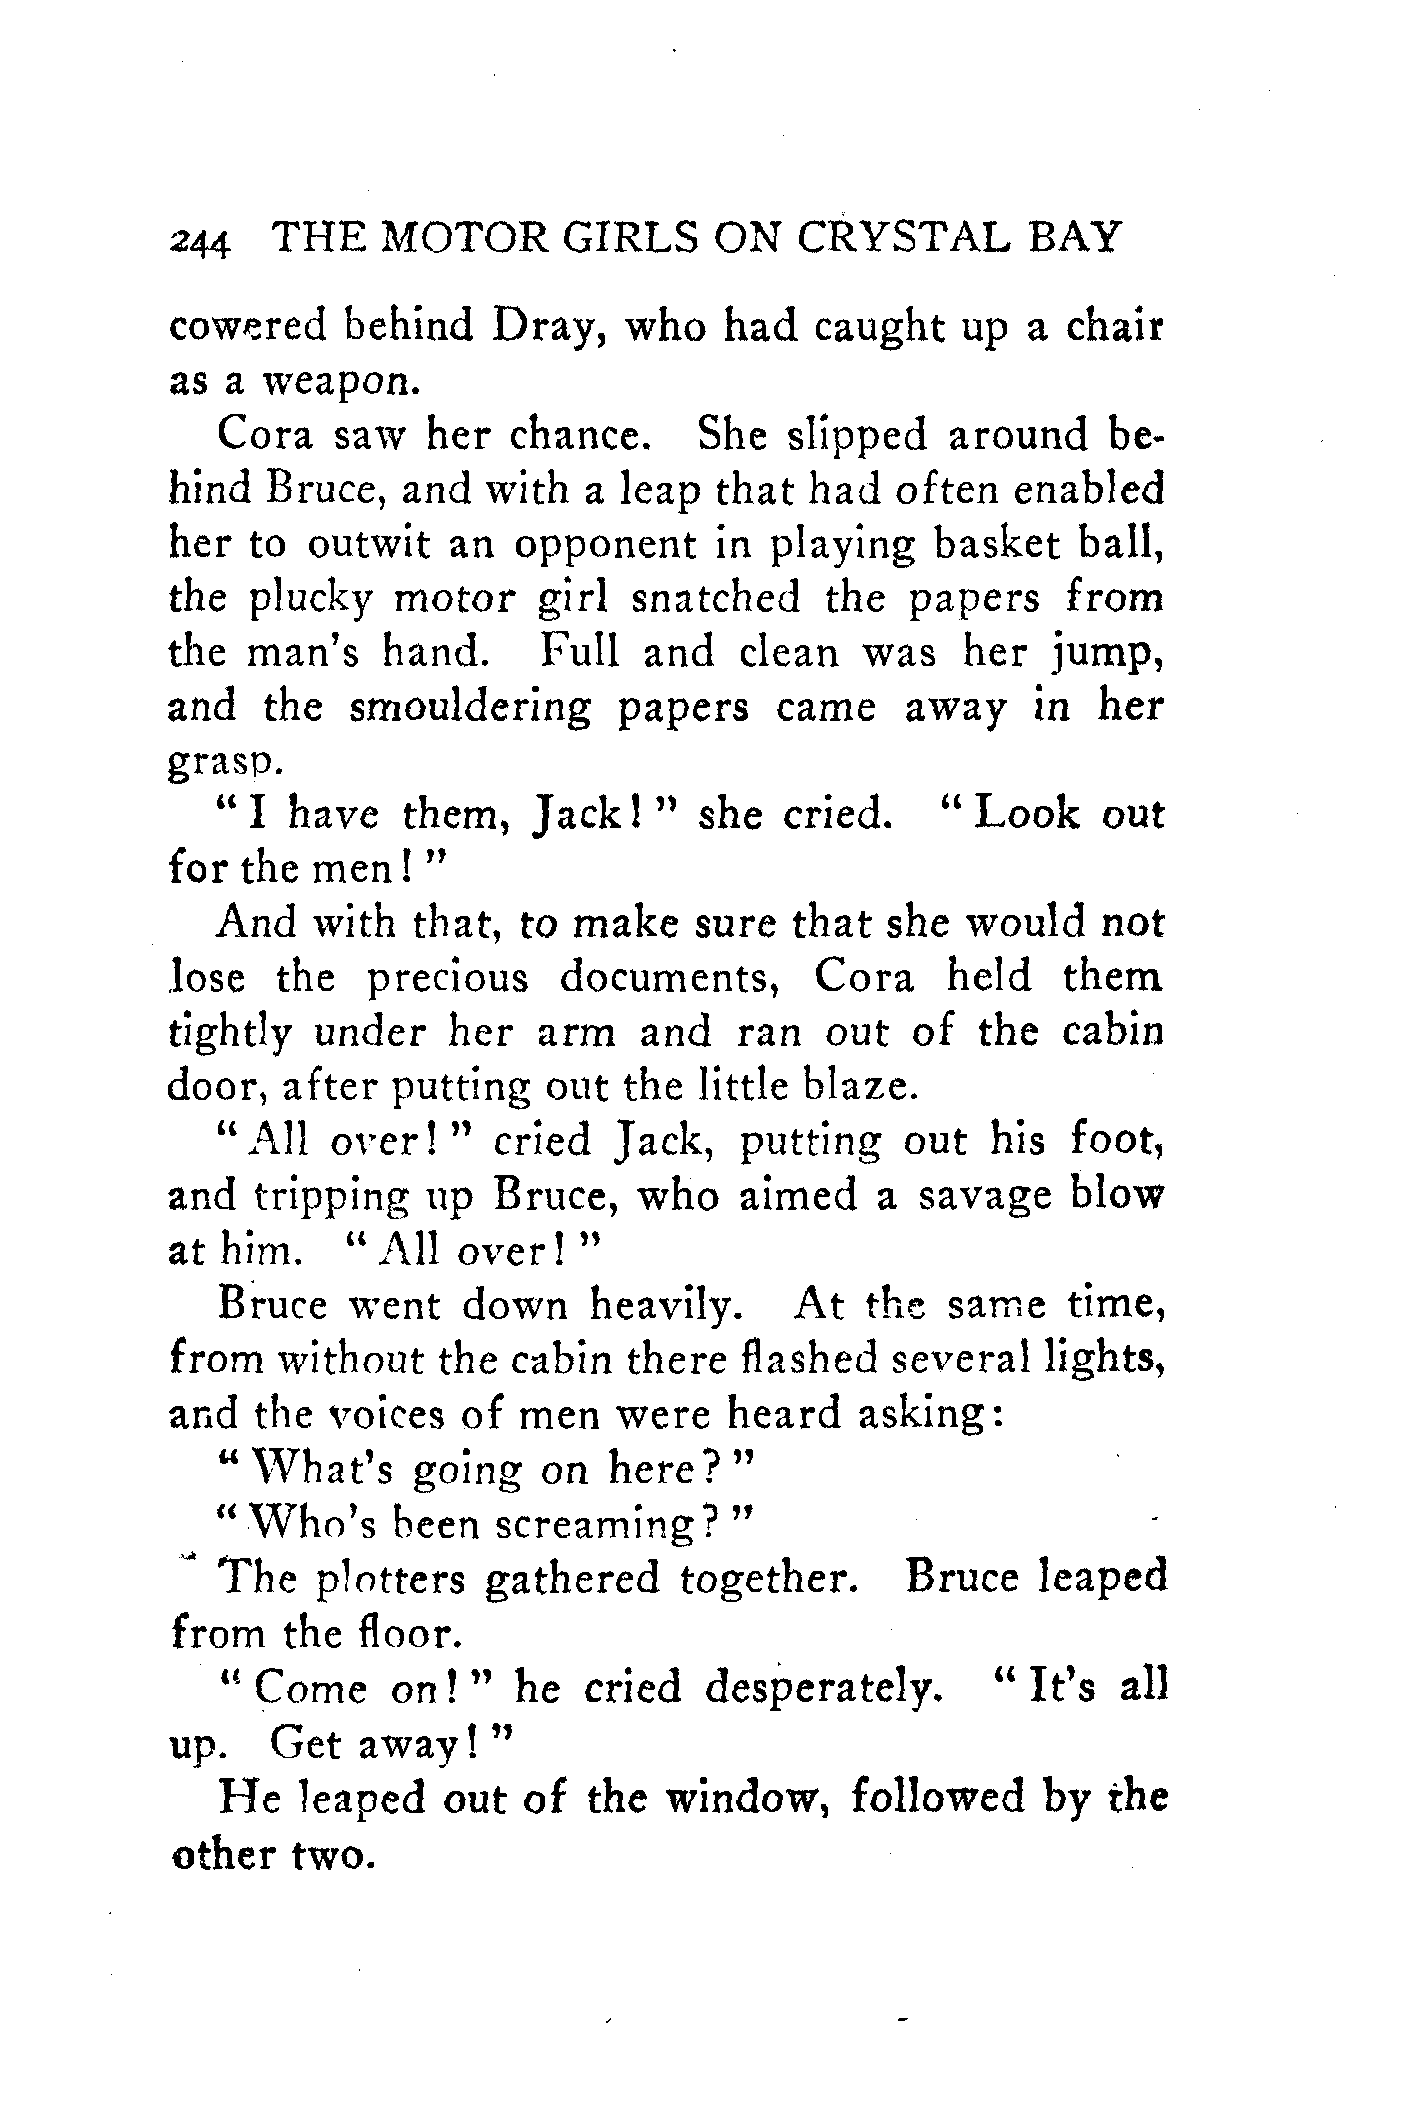 244 THE MOTOR GIRLS ON CRYSTAL BAY
cowered behind Dray, who had caught up a chair
as a weapon.
Cora saw her chance. She slipped around be-
hind Bruce, and with a leap that had often enabled
her to outwit an opponent in playing basket ball,
the plucky motor girl snatched the papers from
the man's hand. Full and clean was her jump,
and the smouldering papers came away in her
grasp.
" I have them, Jack! " she cried. " Look out
for the men! "
And with that, to make sure that she would not
lose the precious documents, Cora held them
tightly under her arm and ran out of the cabin
door, after putting out the little blaze.
" All over! " cried Jack, putting out his foot,
and tripping up Bruce, who aimed a savage blow
at him. " All over! "
Bruce went down heavily. At the same time,
from without the cabin there flashed several lights,
and the voices of men were heard asking:
" What's going on here? "
" Who's been screaming? "
The plotters gathered together. Bruce leaped
from the floor.
" Come on! " he cried desperately. " It's all
up. Get away! "
He leaped out of the window, followed by the
other two.